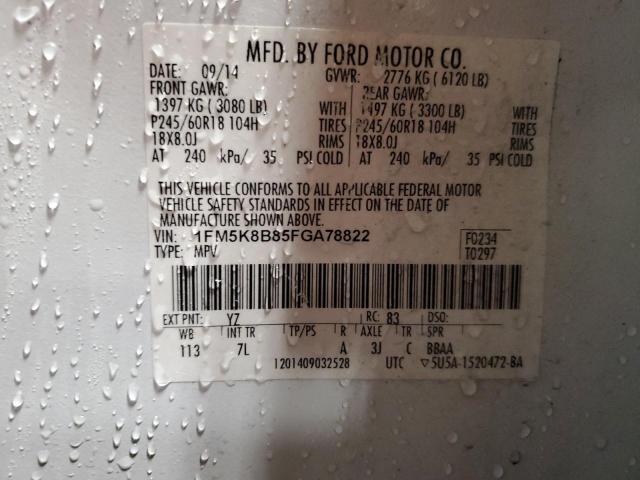 MFD. BY FORD MOTOR CO.
DATE: 09/14 GVWR: 2776 KG ( 6120 LB)
FRONT GAWR: REAR GAWR:
1397 KG ( 3080 LB) WITH 1497 KG ( 3300 LB) WITH
P245/60R18 104H TIRES P245/60R18 104H TIRES
18X8.0J RIMS 18X8.0J RIMS
AT 240 kPa/ 35 PSI COLD AT 240 kPa/ 35 PSI COLD
THIS VEHICLE CONFORMS TO ALL APPLICABLE FEDERAL MOTOR
VEHICLE SAFETY STANDARDS IN EFFECT ON THE DATE OF
MANUFACTURE SHOWN ABOVE.
VIN: 1FM5K8B85FGA78822 F0234
TYPE: MPV T0297
EXT PNT: YZ RC: 83 DSO:
WB INT TR TP/PS R AXLE TR SPR
113 7L A 3J C BBAA
1201409032528 UTC ▽5U5A-1520472-BA